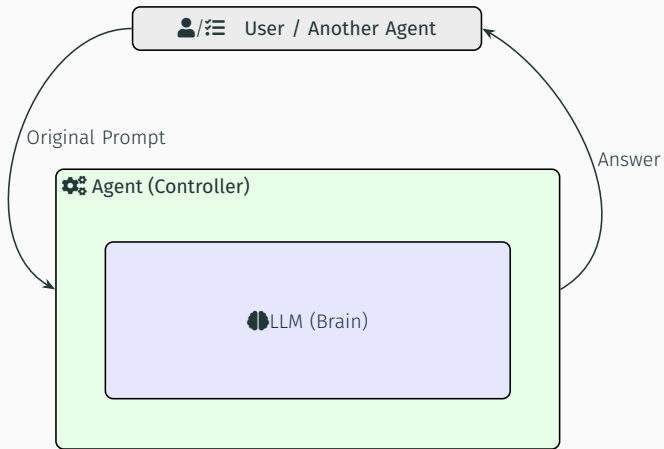 / User / Another Agent
Original Prompt
Answer
Agent (Controller)
LLM (Brain)